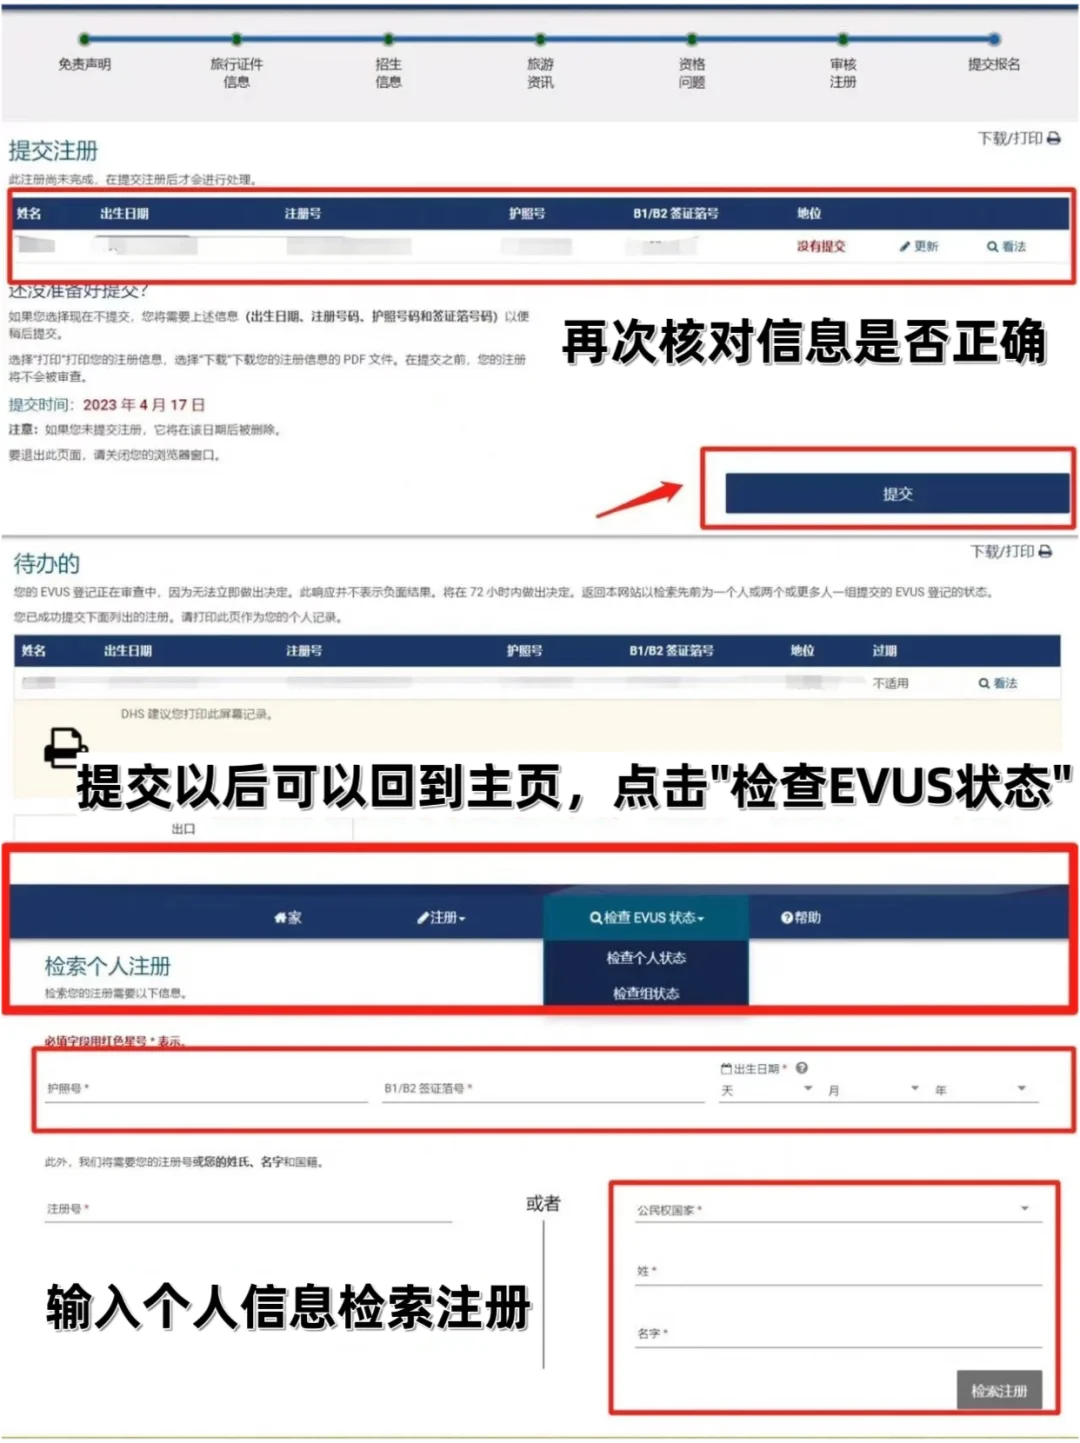 免责声明
旅行证件
信息
招生
信息
旅游
资讯
资格
问题
审核
注册
提交报名
下载/打印
提交注册
此注册尚未完成，在提交注册后才会进行处理。
姓名 出生日期 注册号 护照号 B1/B2 签证箔号 地位
没有提交 更新 看法
还没准备好提交?
如果您选择现在不提交，您将需要上述信息（出生日期、注册号码、护照号码和签证箔号码）以便
稍后提交。
再次核对信息是否正确
选择"打印"打印您的注册信息，选择"下载"下载您的注册信息的 PDF 文件。在提交之前，您的注册
将不会被审查。
提交时间：2023 年 4 月 17 日
注意：如果您未提交注册，它将在该日期后被删除。
要退出此页面，请关闭您的浏览器窗口。
提交
下载/打印
待办的
您的 EVUS 登记正在审查中，因为无法立即做出决定。此响应并不表示负面结果。将在 72 小时内做出决定。返回本网站以检索先前为一个人或两个或更多人一组提交的 EVUS 登记的状态。
您已成功提交下面列出的注册。请打印此页作为您的个人记录。
姓名 出生日期 注册号 护照号 B1/B2 签证箔号 地位 过期
不适用 看法
DHS 建议您打印此屏幕记录。
提交以后可以回到主页，点击"检查EVUS状态"
出口
家 注册 检查 EVUS 状态 帮助
检查个人状态
检查组状态
检索个人注册
检索您的注册需要以下信息。
必填字段用红色星号 * 表示。
护照号 * B1/B2 签证箔号 * 出生日期 *
天 月 年
此外，我们将需要您的注册号或您的姓氏、名字和国籍。
注册号 *
或者
公民权国家 *
姓 *
名字 *
输入个人信息检索注册
检索注册